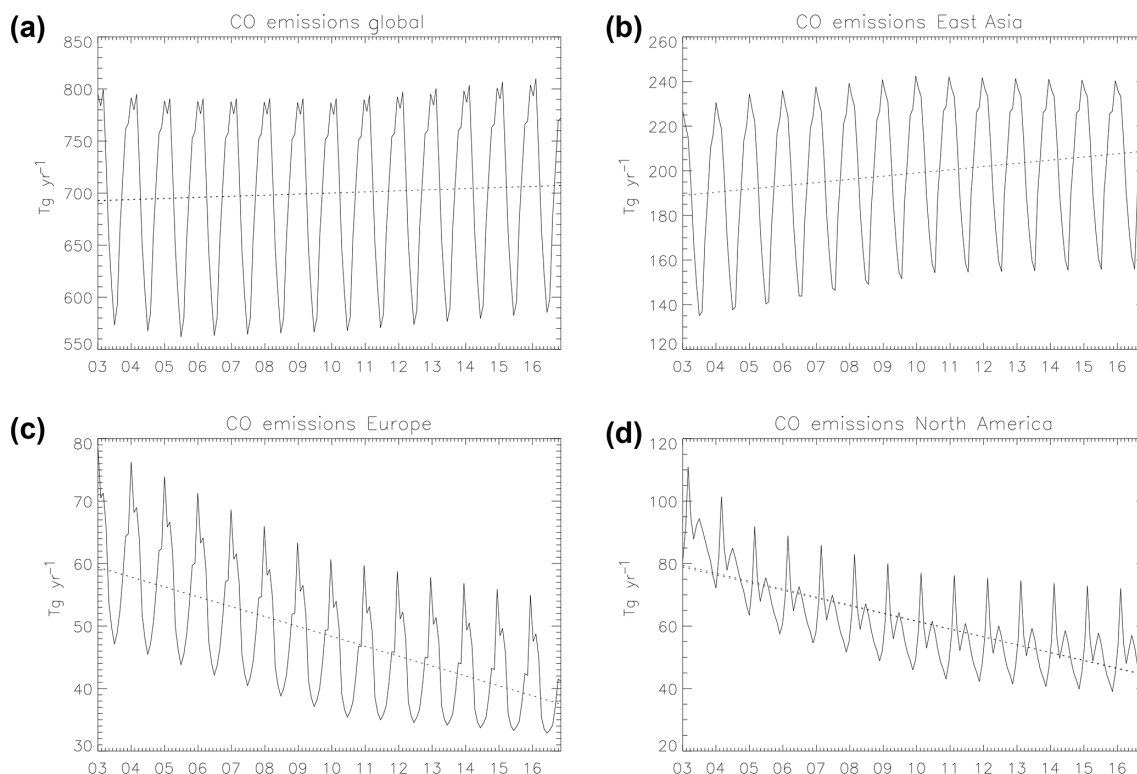 (a)
CO emissions global
Tg yr⁻¹
850
800
750
700
650
600
550
03 04 05 06 07 08 09 10 11 12 13 14 15 16
(b)
CO emissions East Asia
Tg yr⁻¹
260
240
220
200
180
160
140
120
03 04 05 06 07 08 09 10 11 12 13 14 15 16
(c)
CO emissions Europe
Tg yr⁻¹
80
70
60
50
40
30
03 04 05 06 07 08 09 10 11 12 13 14 15 16
(d)
CO emissions North America
Tg yr⁻¹
120
100
80
60
40
20
03 04 05 06 07 08 09 10 11 12 13 14 15 16